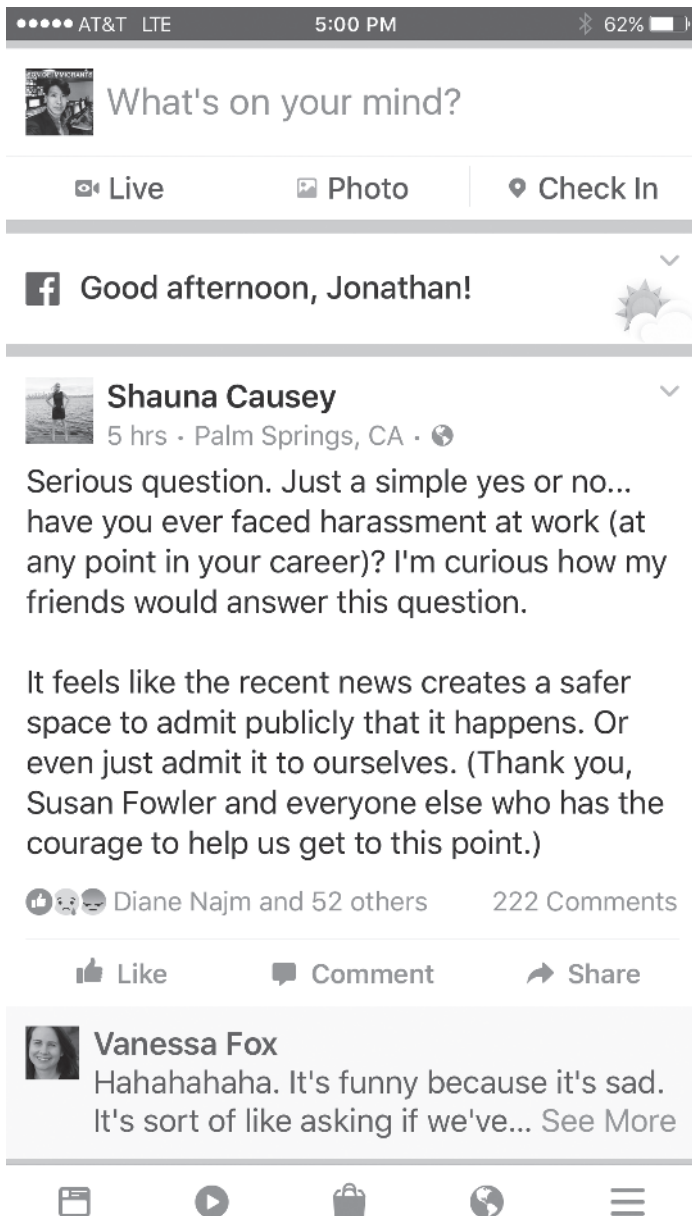 AT&T LTE 5:00 PM 62%
What's on your mind?
Live Photo Check In
Good afternoon, Jonathan!
Shauna Causey
5 hrs · Palm Springs, CA ·
Serious question. Just a simple yes or no...
have you ever faced harassment at work (at
any point in your career)? I'm curious how my
friends would answer this question.
It feels like the recent news creates a safer
space to admit publicly that it happens. Or
even just admit it to ourselves. (Thank you,
Susan Fowler and everyone else who has the
courage to help us get to this point.)
Diane Najm and 52 others 222 Comments
Like Comment Share
Vanessa Fox
Hahahahaha. It's funny because it's sad.
It's sort of like asking if we've... See More